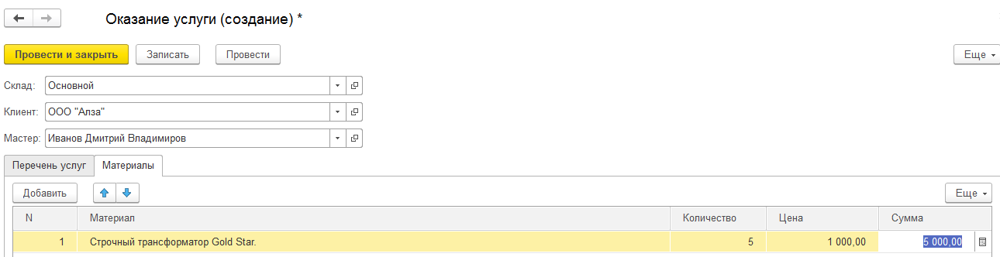 Оказание услуги (создание) *
Провести и закрыть Записать Провести Еще
Склад: Основной
Клиент: ООО "Алза"
Мастер: Иванов Дмитрий Владимиров
Перечень услуг Материалы
Добавить Еще
N Материал Количество Цена Сумма
1 Строчный трансформатор Gold Star. 5 1 000,00 5 000,00